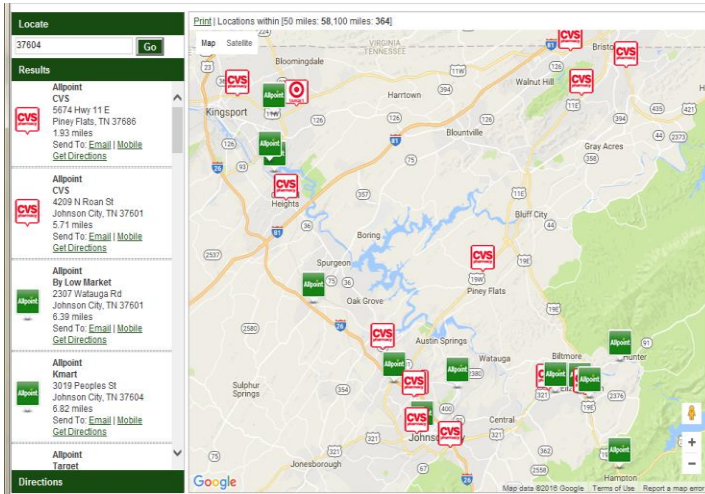 Locate
37604
Go
Results
Allpoint
CVS
5674 Hwy 11 E
Piney Flats, TN 37686
1.93 miles
Send To: Email | Mobile
Get Directions
Allpoint
CVS
4209 N Roan St
Johnson City, TN 37601
5.71 miles
Send To: Email | Mobile
Get Directions
Allpoint
By Low Market
2307 Watauga Rd
Johnson City, TN 37601
6.39 miles
Send To: Email | Mobile
Get Directions
Allpoint
Kmart
3019 Peoples St
Johnson City, TN 37604
6.82 miles
Send To: Email | Mobile
Get Directions
Allpoint
Target
Directions
Print | Locations within [50 miles: 58,100 miles: 364]
Map Satellite
VIRGINIA
TENNESSEE
Bloomingdale
Kingsport
Harrtown
Walnut Hill
Blountville
Gray Acres
Heights
Bluff City
Boring
Spurgeon
Piney Flats
Oak Grove
Austin Springs
Watauga
Biltmore
Hunter
Sulphur
Springs
Central
Jonesborough
Hampton
CVS
pharmacy
Allpoint
Google
Map data ©2016 Google Terms of Use Report a map error